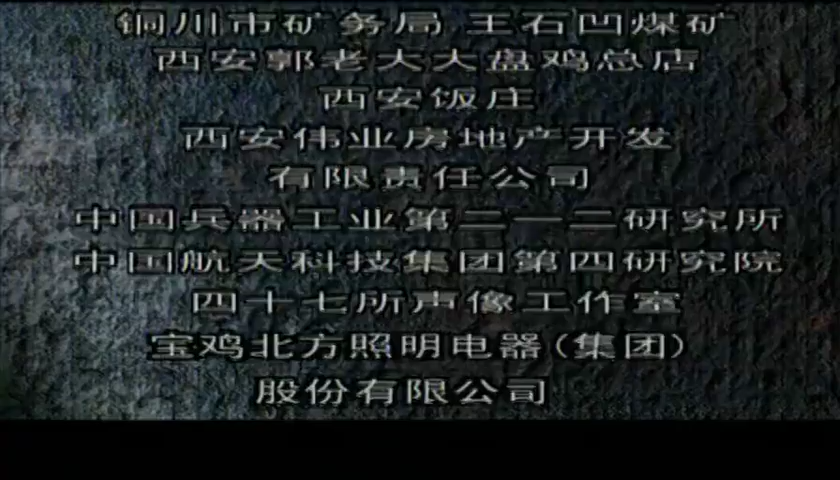 铜川市矿务局 王石凹煤矿
西安郭老大大盘鸡总店
西安饭庄
西安伟业房地产开发
有限责任公司
中国兵器工业第二一二研究所
中国航天科技集团第四研究院
四十七所声像工作室
宝鸡北方照明电器(集团)
股份有限公司